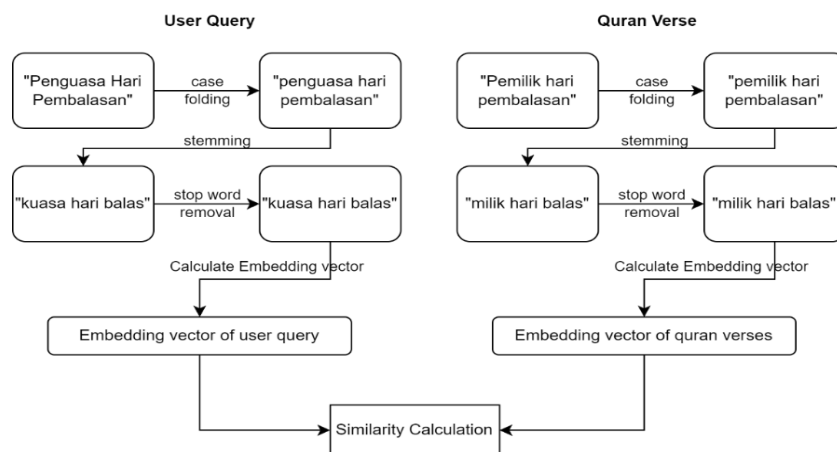 User Query
"Penguasa Hari
Pembalasan"
case
folding
"penguasa hari
pembalasan"
stemming
"kuasa hari balas"
stop word
removal
"kuasa hari balas"
Calculate Embedding vector
Embedding vector of user query
Quran Verse
"Pemilik hari
pembalasan"
case
folding
"pemilik hari
pembalasan"
stemming
"milik hari balas"
stop word
removal
"milik hari balas"
Calculate Embedding vector
Embedding vector of quran verses
Similarity Calculation